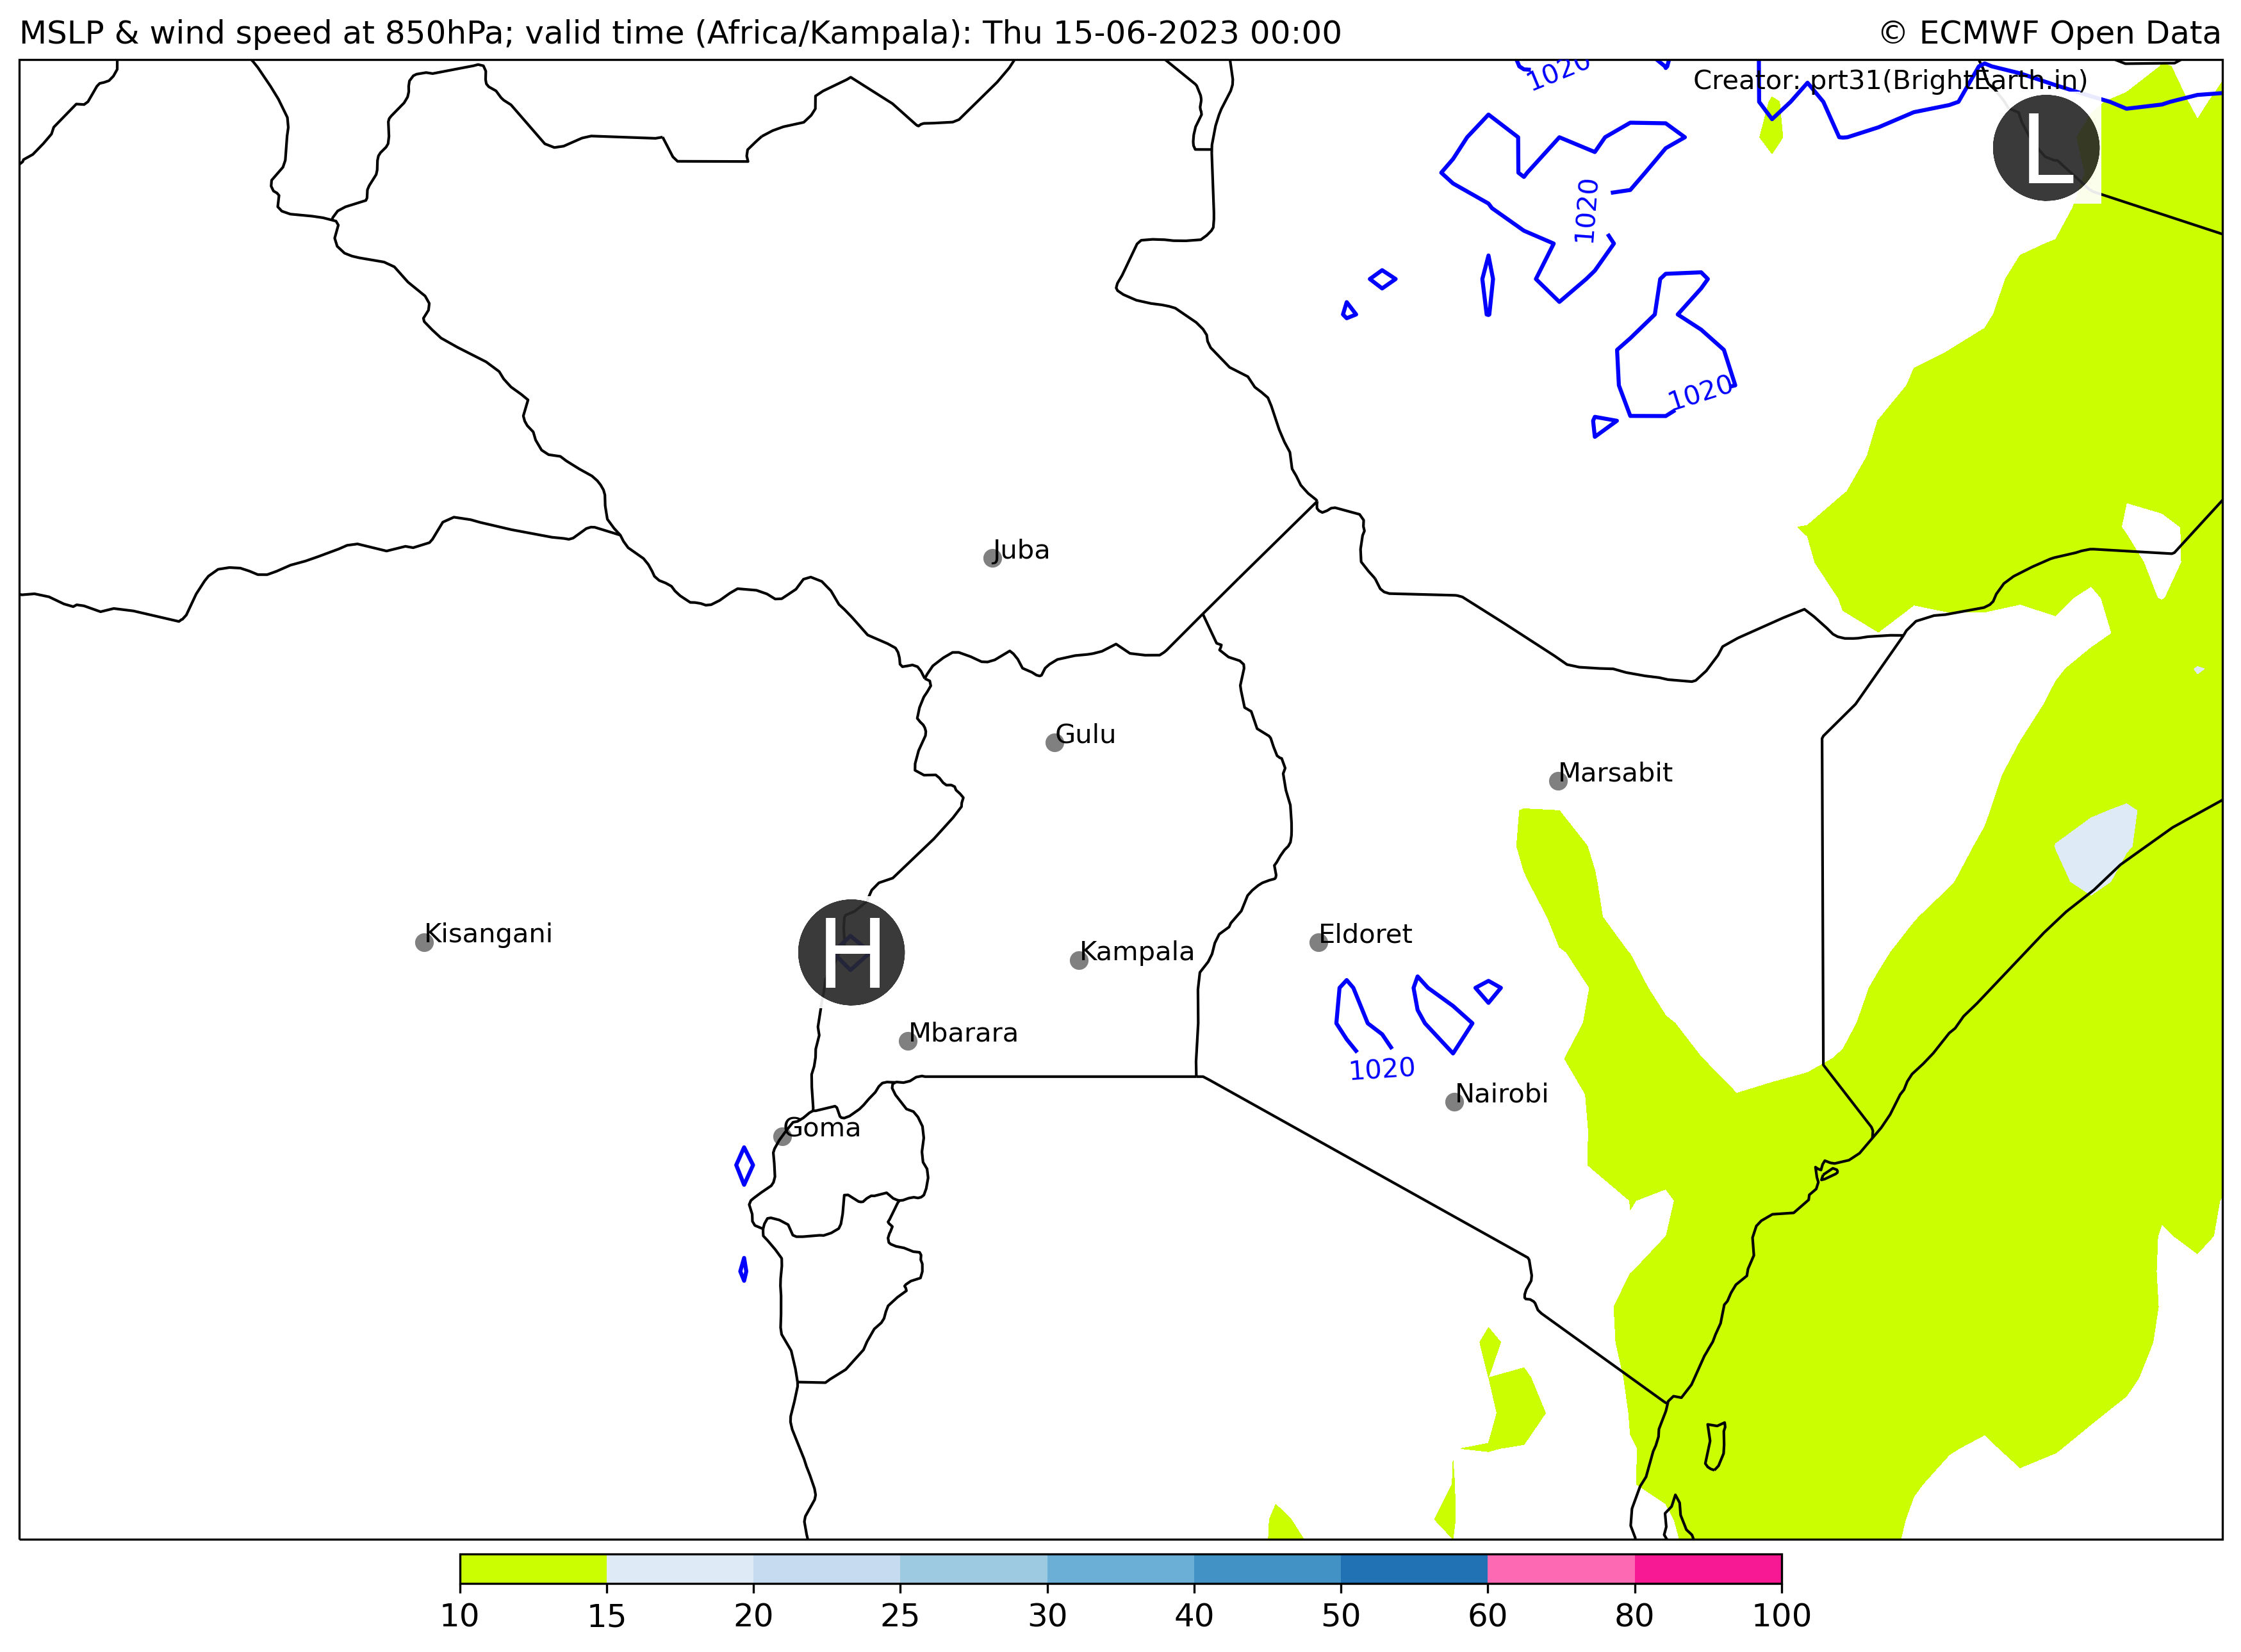 MSLP & wind speed at 850hPa; valid time (Africa/Kampala): Thu 15-06-2023 00:00
© ECMWF Open Data
1020
Creator: prt31(BrightEarth.in)
L
1020
1020
Juba
Gulu
Marsabit
Kisangani
H
Kampala
Eldoret
Mbarara
1020
Nairobi
Goma
10 15 20 25 30 40 50 60 80 100